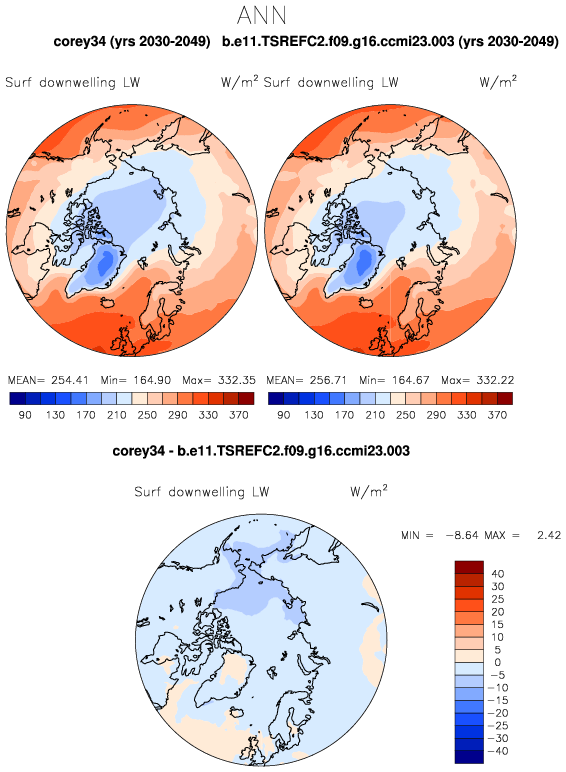 ANN
corey34 (yrs 2030-2049) b.e11.TSREFC2.f09.g16.ccmi23.003 (yrs 2030-2049)
Surf downwelling LW W/m² Surf downwelling LW W/m²
MEAN= 254.41 Min= 164.90 Max= 332.35 MEAN= 256.71 Min= 164.67 Max= 332.22
90 130 170 210 250 290 330 370 90 130 170 210 250 290 330 370
corey34 - b.e11.TSREFC2.f09.g16.ccmi23.003
Surf downwelling LW W/m²
MIN = -8.64 MAX = 2.42
40
30
25
20
15
10
5
0
-5
-10
-15
-20
-25
-30
-40